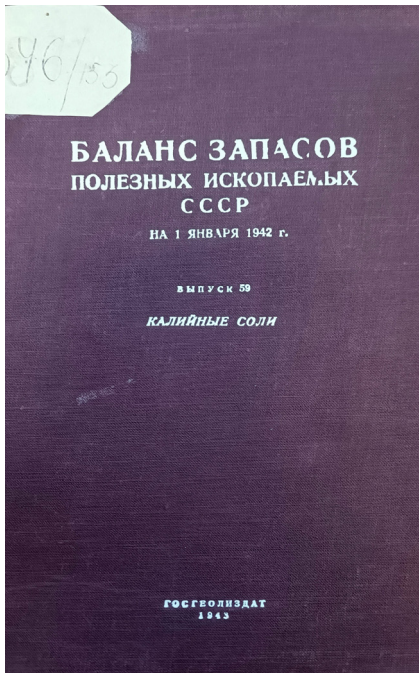 БАЛАНС ЗАПАСОВ
ПОЛЕЗНЫХ ИСКОПАЕМЫХ
СССР
НА 1 ЯНВАРЯ 1942 г.
ВЫПУСК 59
КАЛИЙНЫЕ СОЛИ
ГОСГЕОЛИЗДАТ
1943